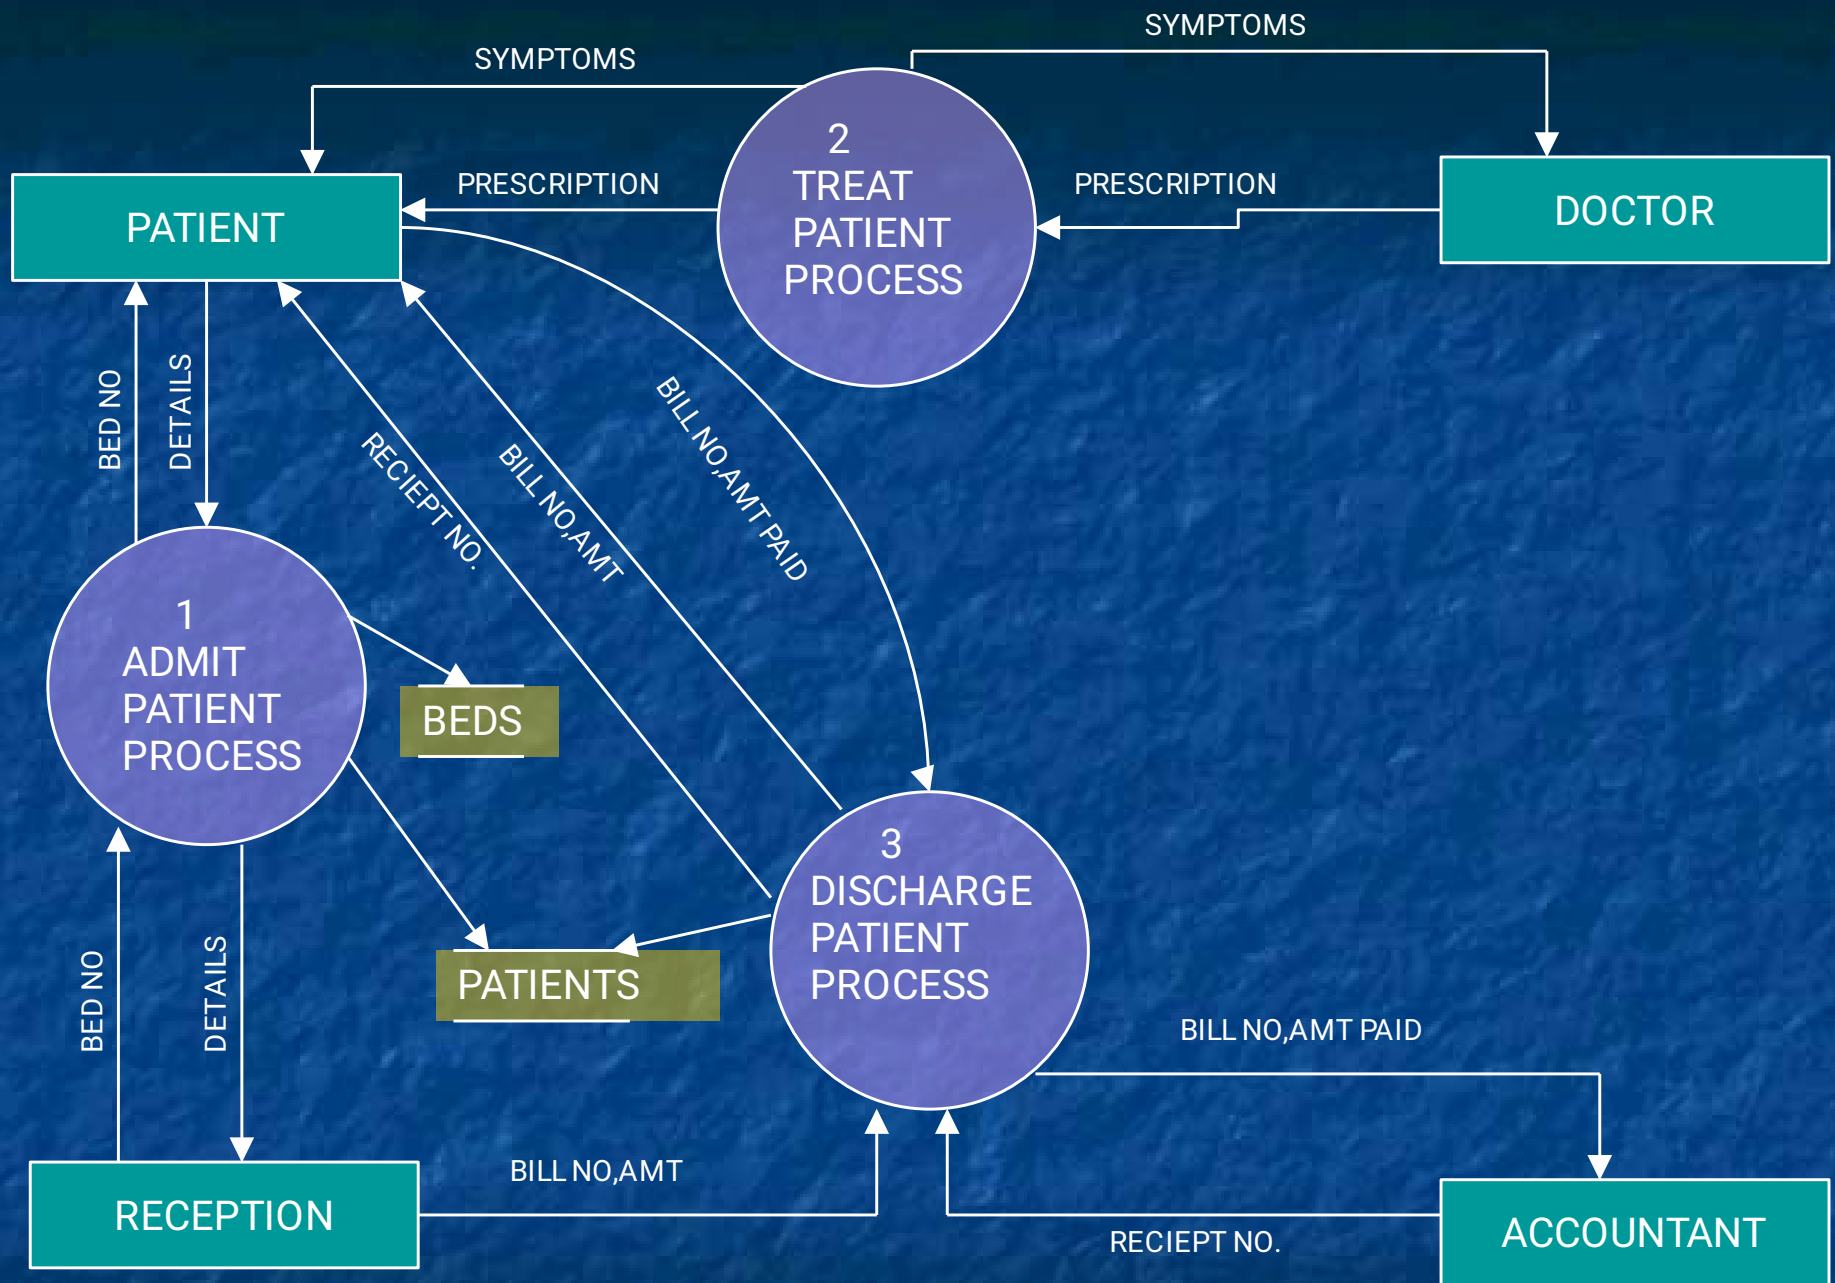 SYMPTOMS
SYMPTOMS
2
TREAT
PATIENT
PROCESS
PRESCRIPTION
PRESCRIPTION
PATIENT
DOCTOR
BED NO
DETAILS
RECIEPT NO.
BILL NO,AMT
BILL NO,AMT PAID
1
ADMIT
PATIENT
PROCESS
BEDS
3
DISCHARGE
PATIENT
PROCESS
PATIENTS
BED NO
DETAILS
BILL NO,AMT PAID
BILL NO,AMT
RECEPTION
RECIEPT NO.
ACCOUNTANT